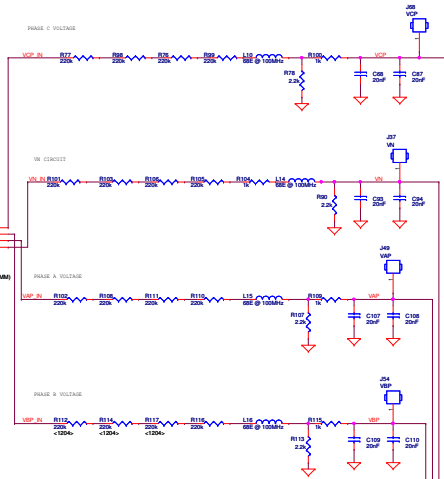 J68
VCP
PHASE C VOLTAGE
VCP_IN R77 R98 R76 R99 L10 R100 VCP
220k 220k 220k 220k 68E @ 100MHz 1k
R78
2.2k
C68 C87
20nF 20nF
J37
VN
VN CIRCUIT
VN_IN R101 R103 R106 R105 R104 L14 VN
220k 220k 220k 220k 1k 68E @ 100MHz
R90
2.2k
C93 C94
20nF 20nF
J49
VAP
MM)
PHASE A VOLTAGE
VAP_IN R102 R108 R111 R110 L15 R109 VAP
220k 220k 220k 220k 68E @ 100MHz 1k
R107
2.2k
C107 C108
20nF 20nF
J54
VBP
PHASE B VOLTAGE
VBP_IN R112 R114 R117 R116 L16 R115 VBP
220k 220k 220k 220k 68E @ 100MHz 1k
<1204> <1204> <1204>
R113
2.2k
C109 C110
20nF 20nF